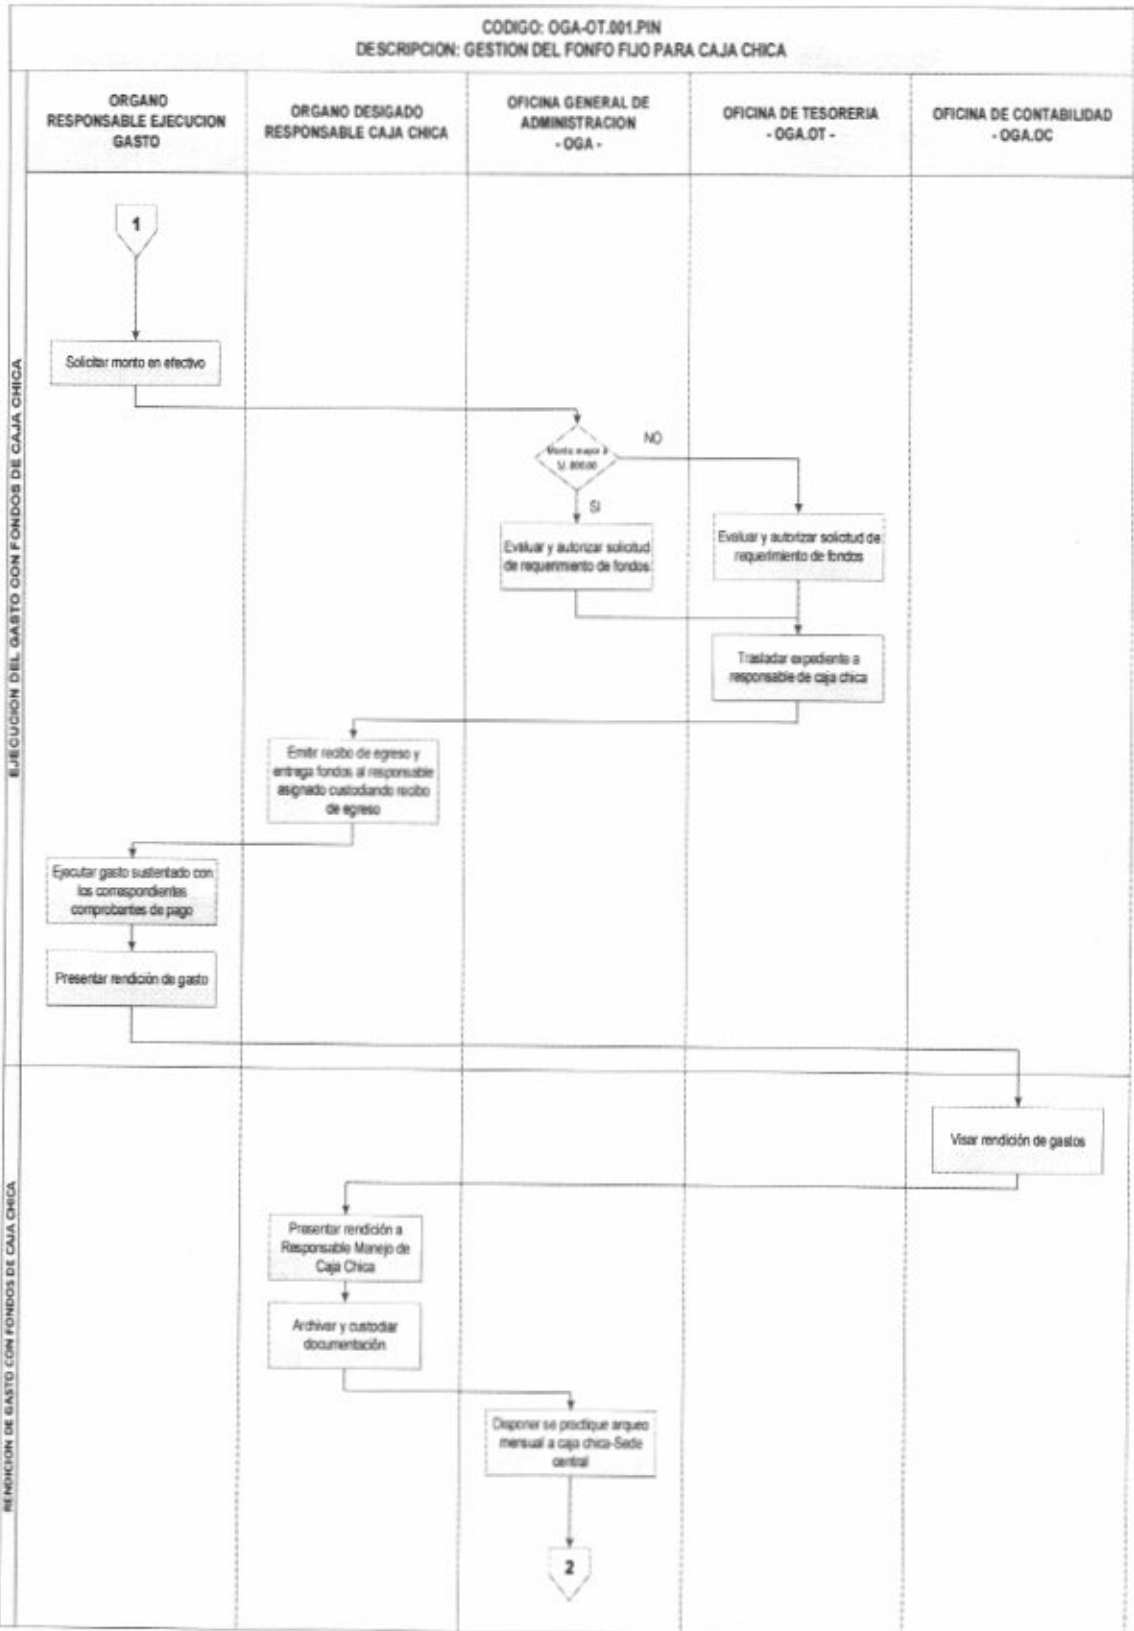 CODIGO: OGA-OT.001.PIN
DESCRIPCION: GESTION DEL FONFO FIJO PARA CAJA CHICA
ORGANO
RESPONSABLE EJECUCION
GASTO
ORGANO DESIGADO
RESPONSABLE CAJA CHICA
OFICINA GENERAL DE
ADMINISTRACION
- OGA -
OFICINA DE TESORERIA
- OGA.OT -
OFICINA DE CONTABILIDAD
- OGA.OC
EJECUCION DEL GASTO CON FONDOS DE CAJA CHICA
1
Solicitar monto en efectivo
Monto mayor a
S/. 800.00
NO
SI
Evaluar y autorizar solicitud
de requerimiento de fondos
Evaluar y autorizar solicitud de
requerimiento de fondos
Trasladar expediente a
responsable de caja chica
Emitir recibo de egreso y
entrega fondos al responsable
asignado custodiando recibo
de egreso
Ejecutar gasto sustentado con
los correspondientes
comprobantes de pago
Presentar rendición de gasto
RENDICION DE GASTO CON FONDOS DE CAJA CHICA
Visar rendición de gastos
Presentar rendición a
Responsable Manejo de
Caja Chica
Archivar y custodiar
documentación
Disponer se practique arqueo
mensual a caja chica-Sede
central
2